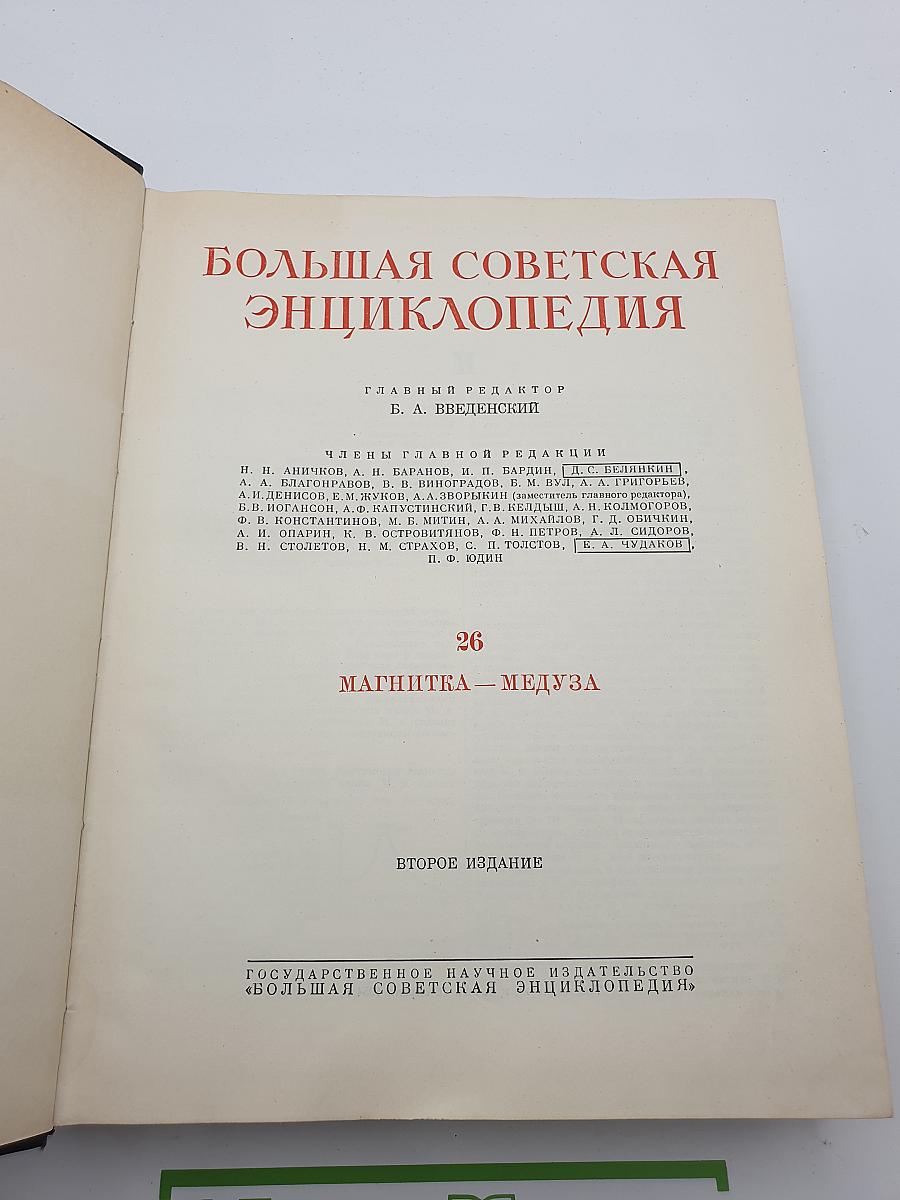 БОЛЬШАЯ СОВЕТСКАЯ
ЭНЦИКЛОПЕДИЯ
ГЛАВНЫЙ РЕДАКТОР
Б. А. ВВЕДЕНСКИЙ
ЧЛЕНЫ ГЛАВНОЙ РЕДАКЦИИ
Н. Н. АНИЧКОВ, А. Н. БАРАНОВ, И. П. БАРДИН, Д. С. БЕЛЯНКИН,
А. А. БЛАГОНРАВОВ, В. В. ВИНОГРАДОВ, Б. М. ВУЛ, А. А. ГРИГОРЬЕВ,
А. И. ДЕНИСОВ, Е. М. ЖУКОВ, А. А. ЗВОРЫКИН (заместитель главного редактора),
Б. В. ИОГАНСОН, А. Ф. КАПУСТИНСКИЙ, Г. В. КЕЛДЫШ, А. Н. КОЛМОГОРОВ,
Ф. В. КОНСТАНТИНОВ, М. Б. МИТИН, А. А. МИХАЙЛОВ, Г. Д. ОБИЧКИН,
А. И. ОПАРИН, К. В. ОСТРОВИТЯНОВ, Ф. Н. ПЕТРОВ, А. Л. СИДОРОВ,
В. Н. СТОЛЕТОВ, Н. М. СТРАХОВ, С. П. ТОЛСТОВ, Е. А. ЧУДАКОВ,
П. Ф. ЮДИН
26
МАГНИТКА — МЕДУЗА
ВТОРОЕ ИЗДАНИЕ
ГОСУДАРСТВЕННОЕ НАУЧНОЕ ИЗДАТЕЛЬСТВО
«БОЛЬШАЯ СОВЕТСКАЯ ЭНЦИКЛОПЕДИЯ»